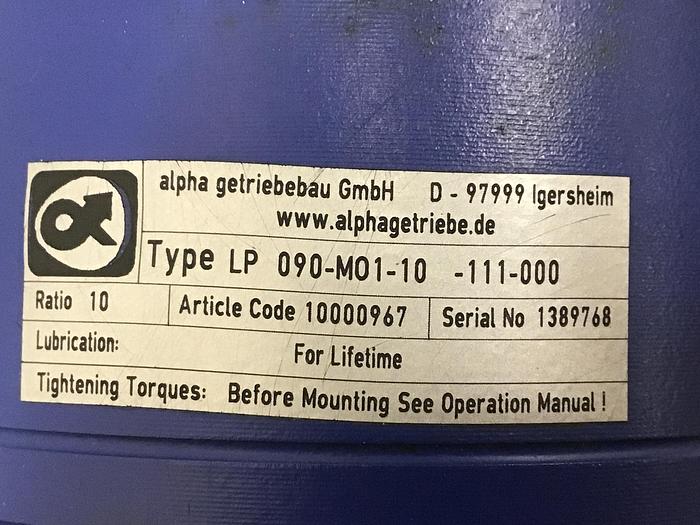 alpha getriebebau GmbH D - 97999 Igersheim
www.alphagetriebe.de
Type LP 090-MO1-10 -111-000
Ratio 10 Article Code 10000967 Serial No 1389768
Lubrication: For Lifetime
Tightening Torques: Before Mounting See Operation Manual !